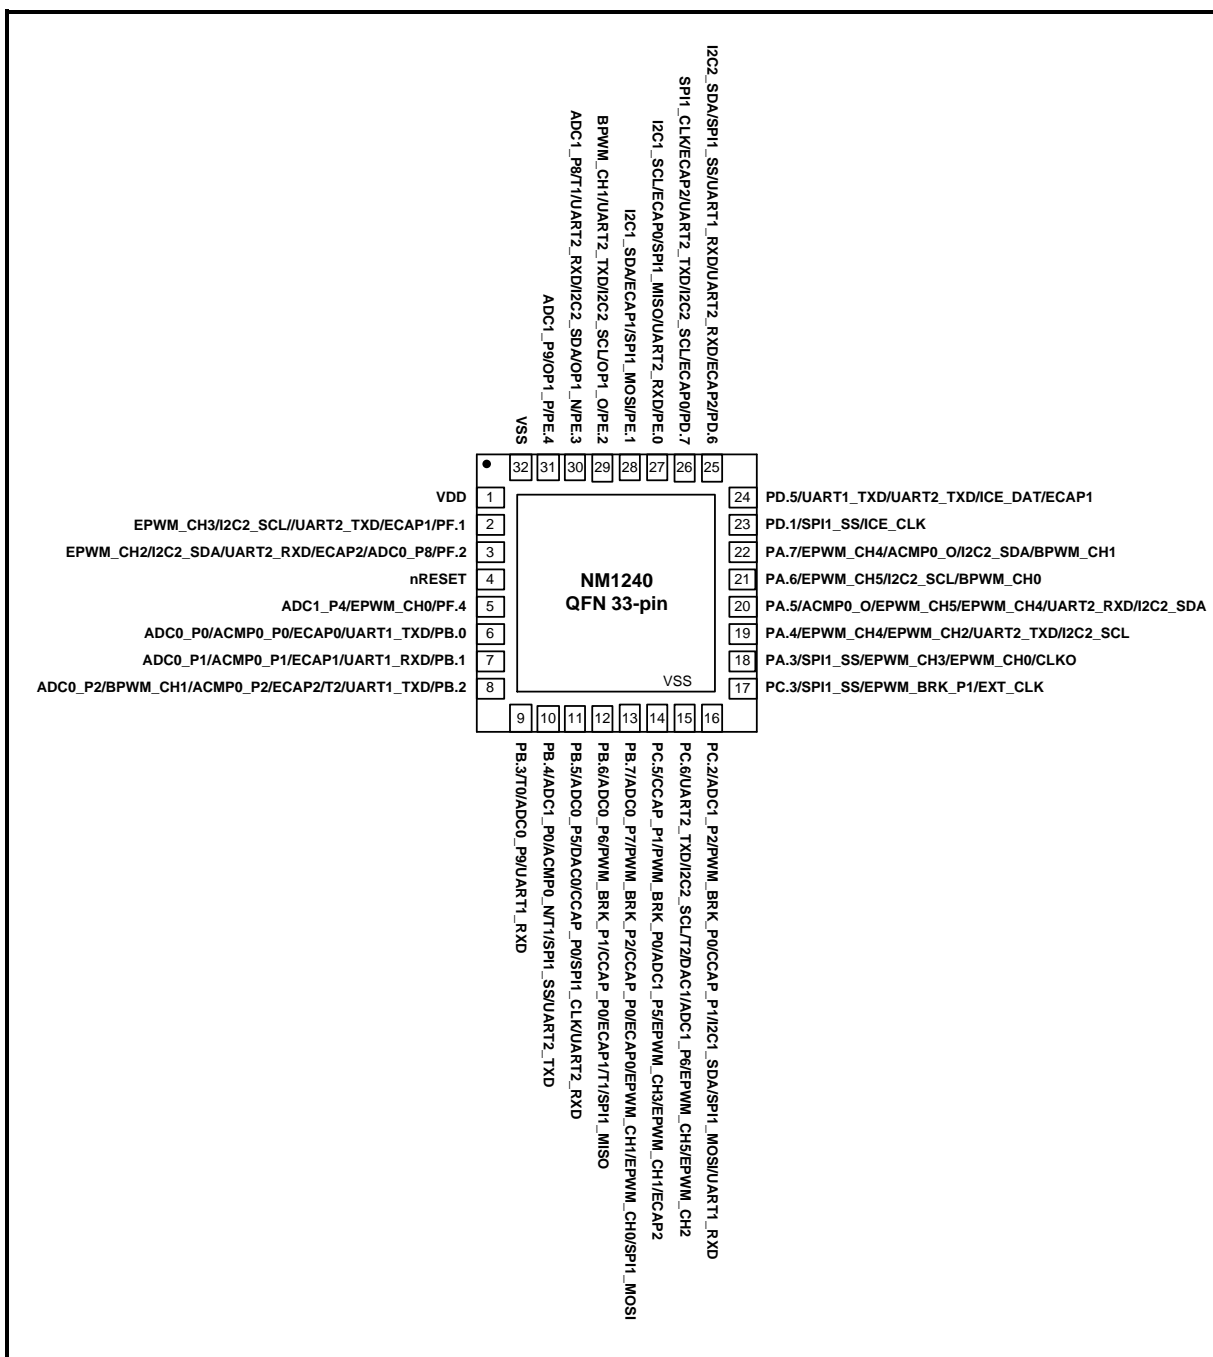 I2C2_SDA/SPI1_SS/UART1_RXD/UART2_RXD/ECAP2/PD.6
SPI1_CLK/ECAP2/UART2_TXD/I2C2_SCL/ECAP0/PD.7
I2C1_SCL/ECAP0/SPI1_MISO/UART2_RXD/PE.0
I2C1_SDA/ECAP1/SPI1_MOSI/PE.1
BPWM_CH1/UART2_TXD/I2C2_SCL/OP1_O/PE.2
ADC1_P8/T1/UART2_RXD/I2C2_SDA/OP1_N/PE.3
ADC1_P9/OP1_P/PE.4
VSS
32 31 30 29 28 27 26 25
VDD 1
EPWM_CH3/I2C2_SCL//UART2_TXD/ECAP1/PF.1 2
EPWM_CH2/I2C2_SDA/UART2_RXD/ECAP2/ADC0_P8/PF.2 3
nRESET 4
ADC1_P4/EPWM_CH0/PF.4 5
ADC0_P0/ACMP0_P0/ECAP0/UART1_TXD/PB.0 6
ADC0_P1/ACMP0_P1/ECAP1/UART1_RXD/PB.1 7
ADC0_P2/BPWM_CH1/ACMP0_P2/ECAP2/T2/UART1_TXD/PB.2 8
NM1240
QFN 33-pin
VSS
24 PD.5/UART1_TXD/UART2_TXD/ICE_DAT/ECAP1
23 PD.1/SPI1_SS/ICE_CLK
22 PA.7/EPWM_CH4/ACMP0_O/I2C2_SDA/BPWM_CH1
21 PA.6/EPWM_CH5/I2C2_SCL/BPWM_CH0
20 PA.5/ACMP0_O/EPWM_CH5/EPWM_CH4/UART2_RXD/I2C2_SDA
19 PA.4/EPWM_CH4/EPWM_CH2/UART2_TXD/I2C2_SCL
18 PA.3/SPI1_SS/EPWM_CH3/EPWM_CH0/CLKO
17 PC.3/SPI1_SS/EPWM_BRK_P1/EXT_CLK
9 10 11 12 13 14 15 16
PB.3/T0/ADC0_P9/UART1_RXD
PB.4/ADC1_P0/ACMP0_N/T1/SPI1_SS/UART2_TXD
PB.5/ADC0_P5/DAC0/CCAP_P0/SPI1_CLK/UART2_RXD
PB.6/ADC0_P6/PWM_BRK_P1/CCAP_P0/ECAP1/T1/SPI1_MISO
PB.7/ADC0_P7/PWM_BRK_P2/CCAP_P0/ECAP0/EPWM_CH1/EPWM_CH0/SPI1_MOSI
PC.5/CCAP_P1/PWM_BRK_P0/ADC1_P5/EPWM_CH3/EPWM_CH1/ECAP2
PC.6/UART2_TXD/I2C2_SCL/T2/DAC1/ADC1_P6/EPWM_CH5/EPWM_CH2
PC.2/ADC1_P2/PWM_BRK_P0/CCAP_P1/I2C1_SDA/SPI1_MOSI/UART1_RXD